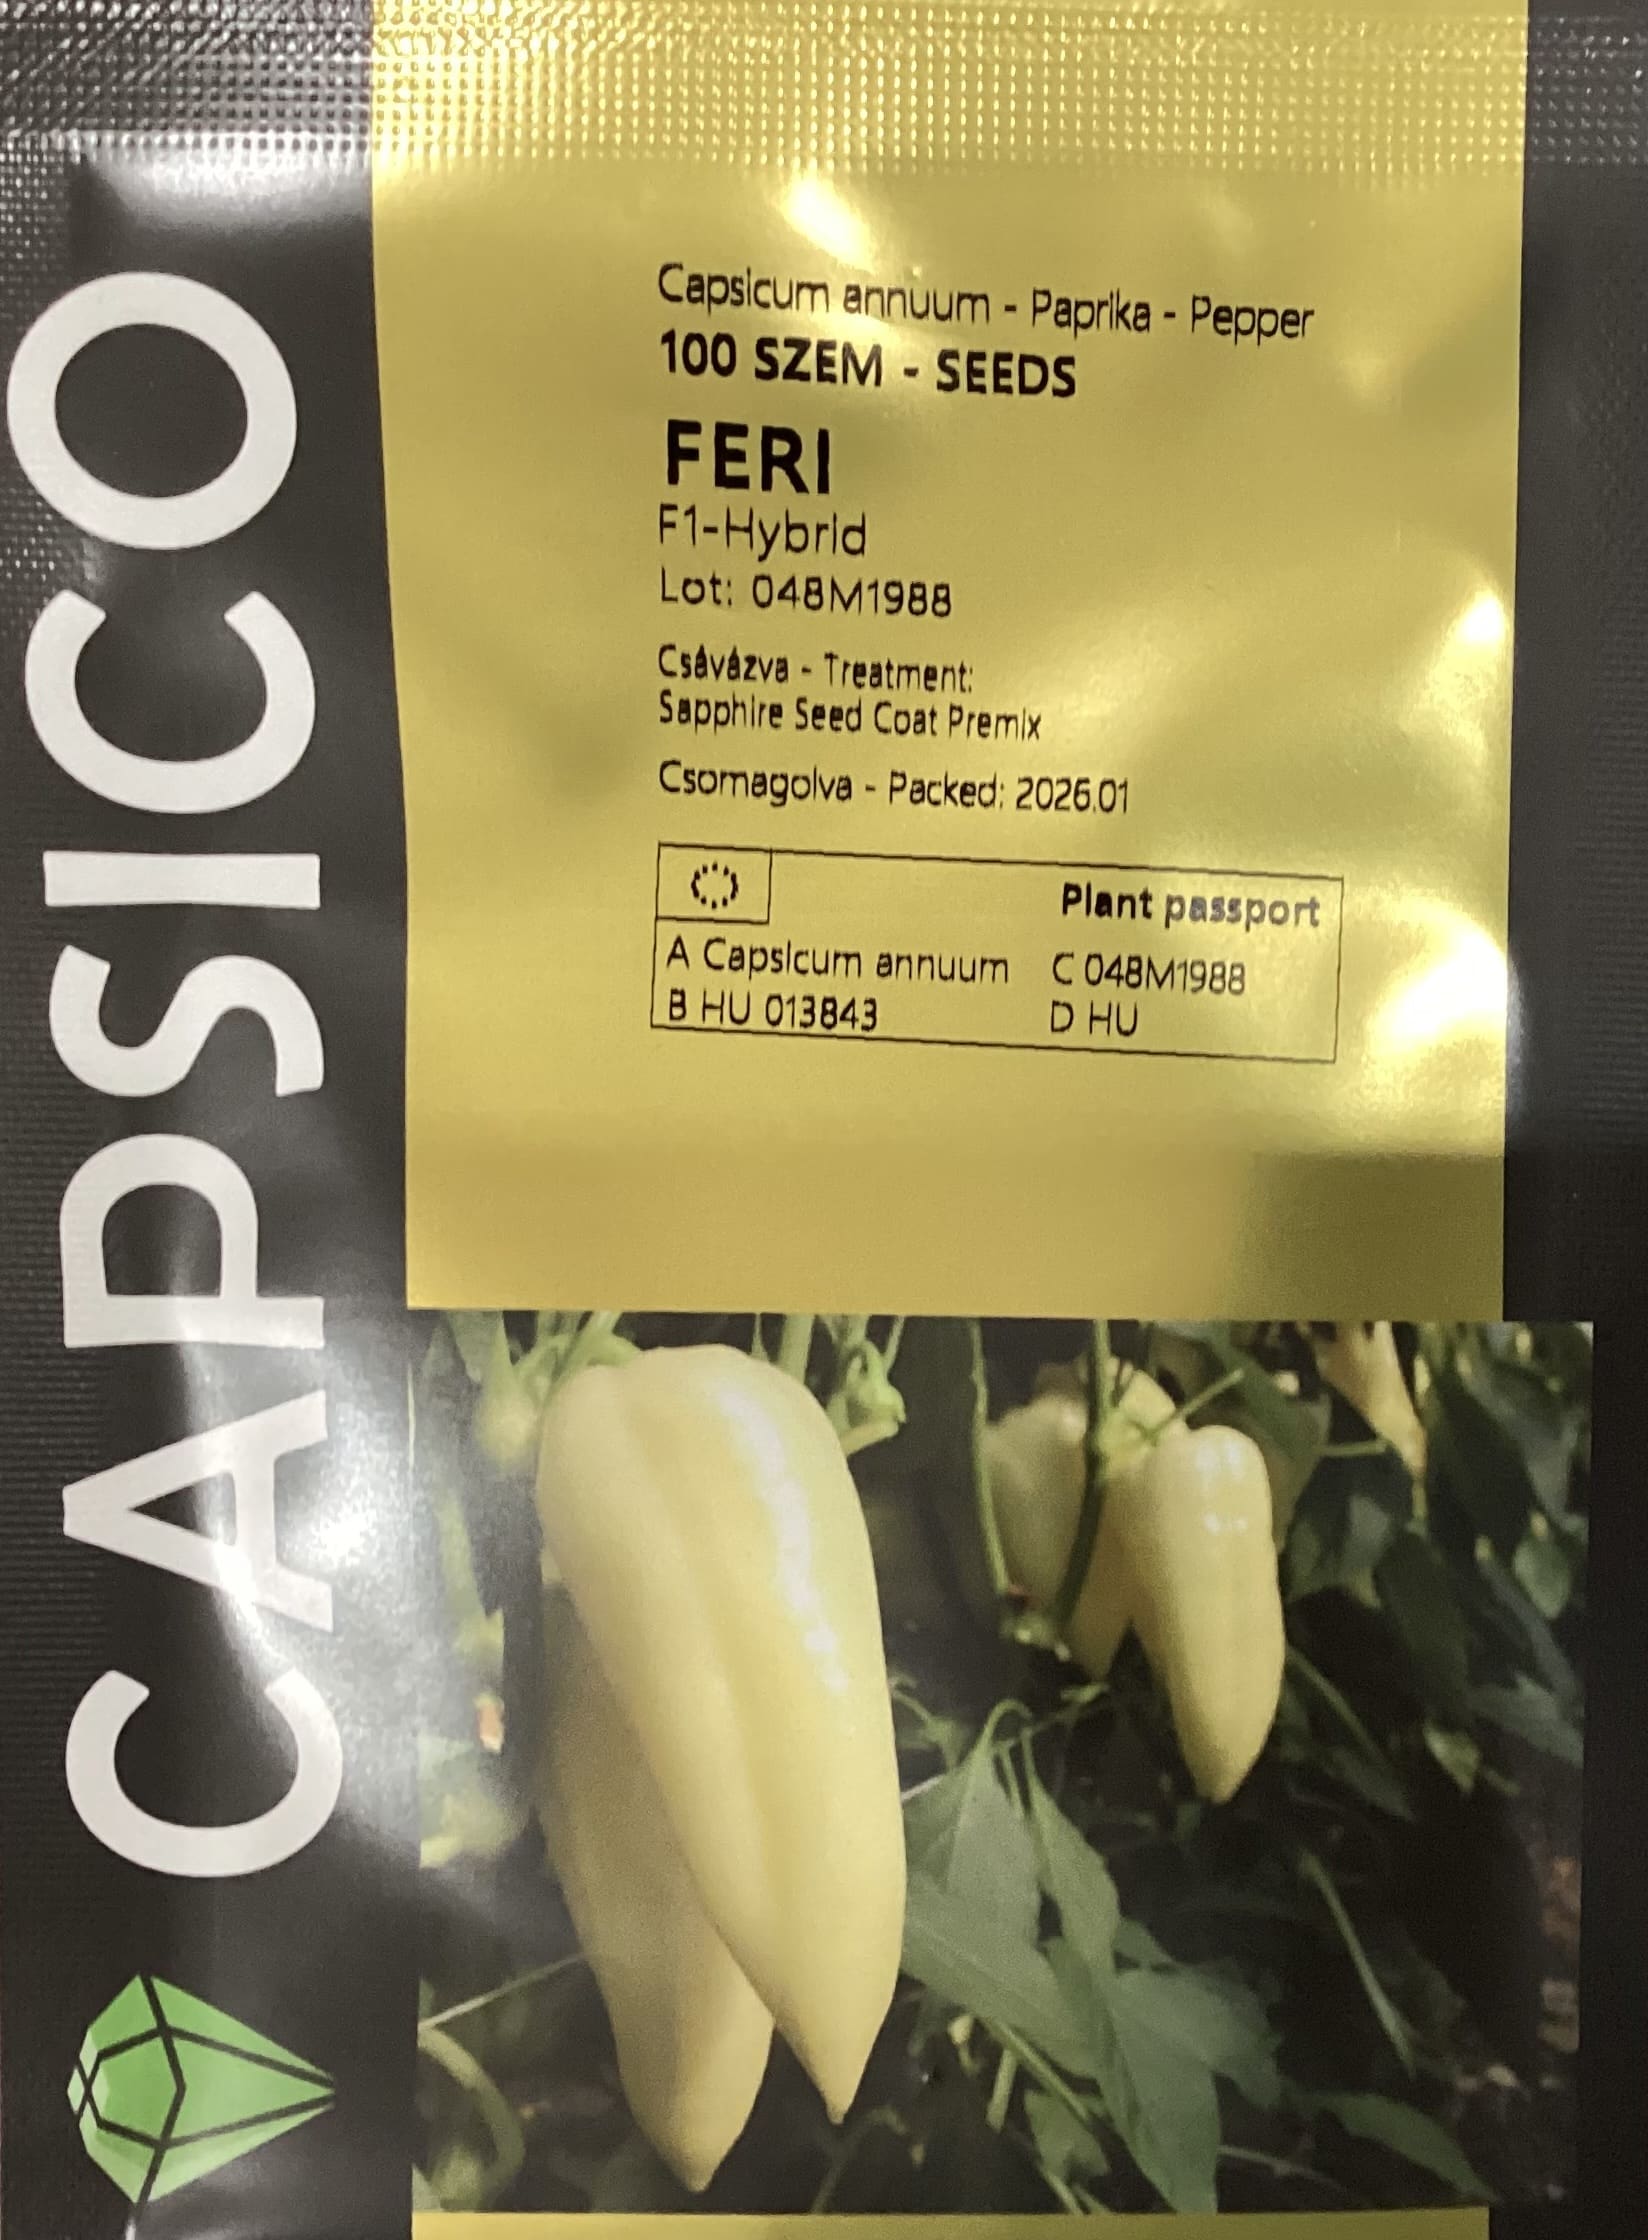 CAPSICO
Capsicum annuum - Paprika - Pepper
100 SZEM - SEEDS
FERI
F1-Hybrid
Lot: 048M1988
Csávázva - Treatment:
Sapphire Seed Coat Premix
Csomagolva - Packed: 2026.01
Plant passport
A Capsicum annuum C 048M1988
B HU 013843 D HU